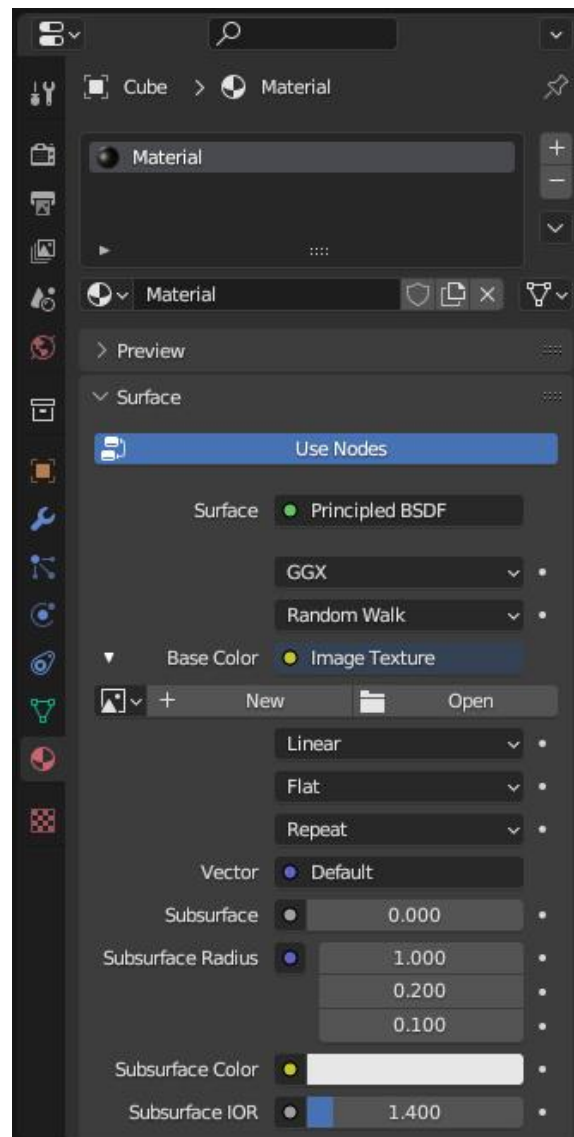 Cube > Material
Material
Material
> Preview
Surface
Use Nodes
Surface Principled BSDF
GGX
Random Walk
Base Color Image Texture
+ New Open
Linear
Flat
Repeat
Vector Default
Subsurface 0.000
Subsurface Radius 1.000
0.200
0.100
Subsurface Color
Subsurface IOR 1.400